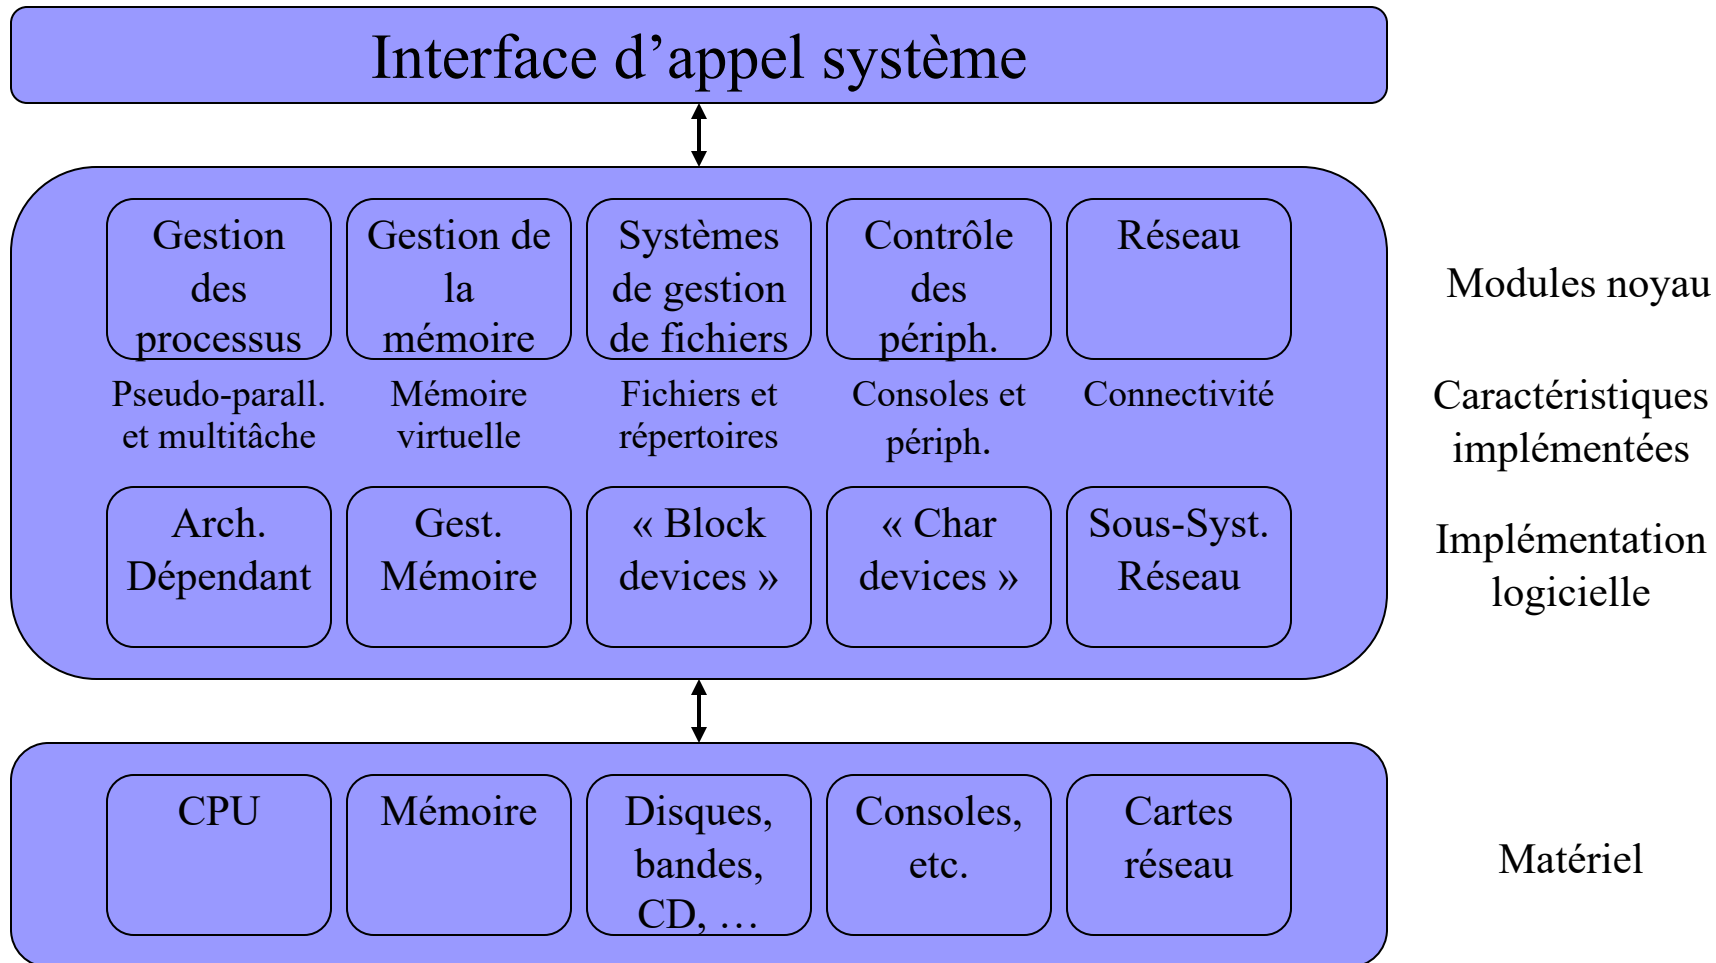 Interface d’appel système
Gestion
des
processus
Gestion de
la
mémoire
Systèmes
de gestion
de fichiers
Contrôle
des
périph.
Réseau
Modules noyau
Pseudo-parall.
et multitâche
Mémoire
virtuelle
Fichiers et
répertoires
Consoles et
périph.
Connectivité
Caractéristiques
implémentées
Arch.
Dépendant
Gest.
Mémoire
« Block
devices »
« Char
devices »
Sous-Syst.
Réseau
Implémentation
logicielle
CPU
Mémoire
Disques,
bandes,
CD, …
Consoles,
etc.
Cartes
réseau
Matériel